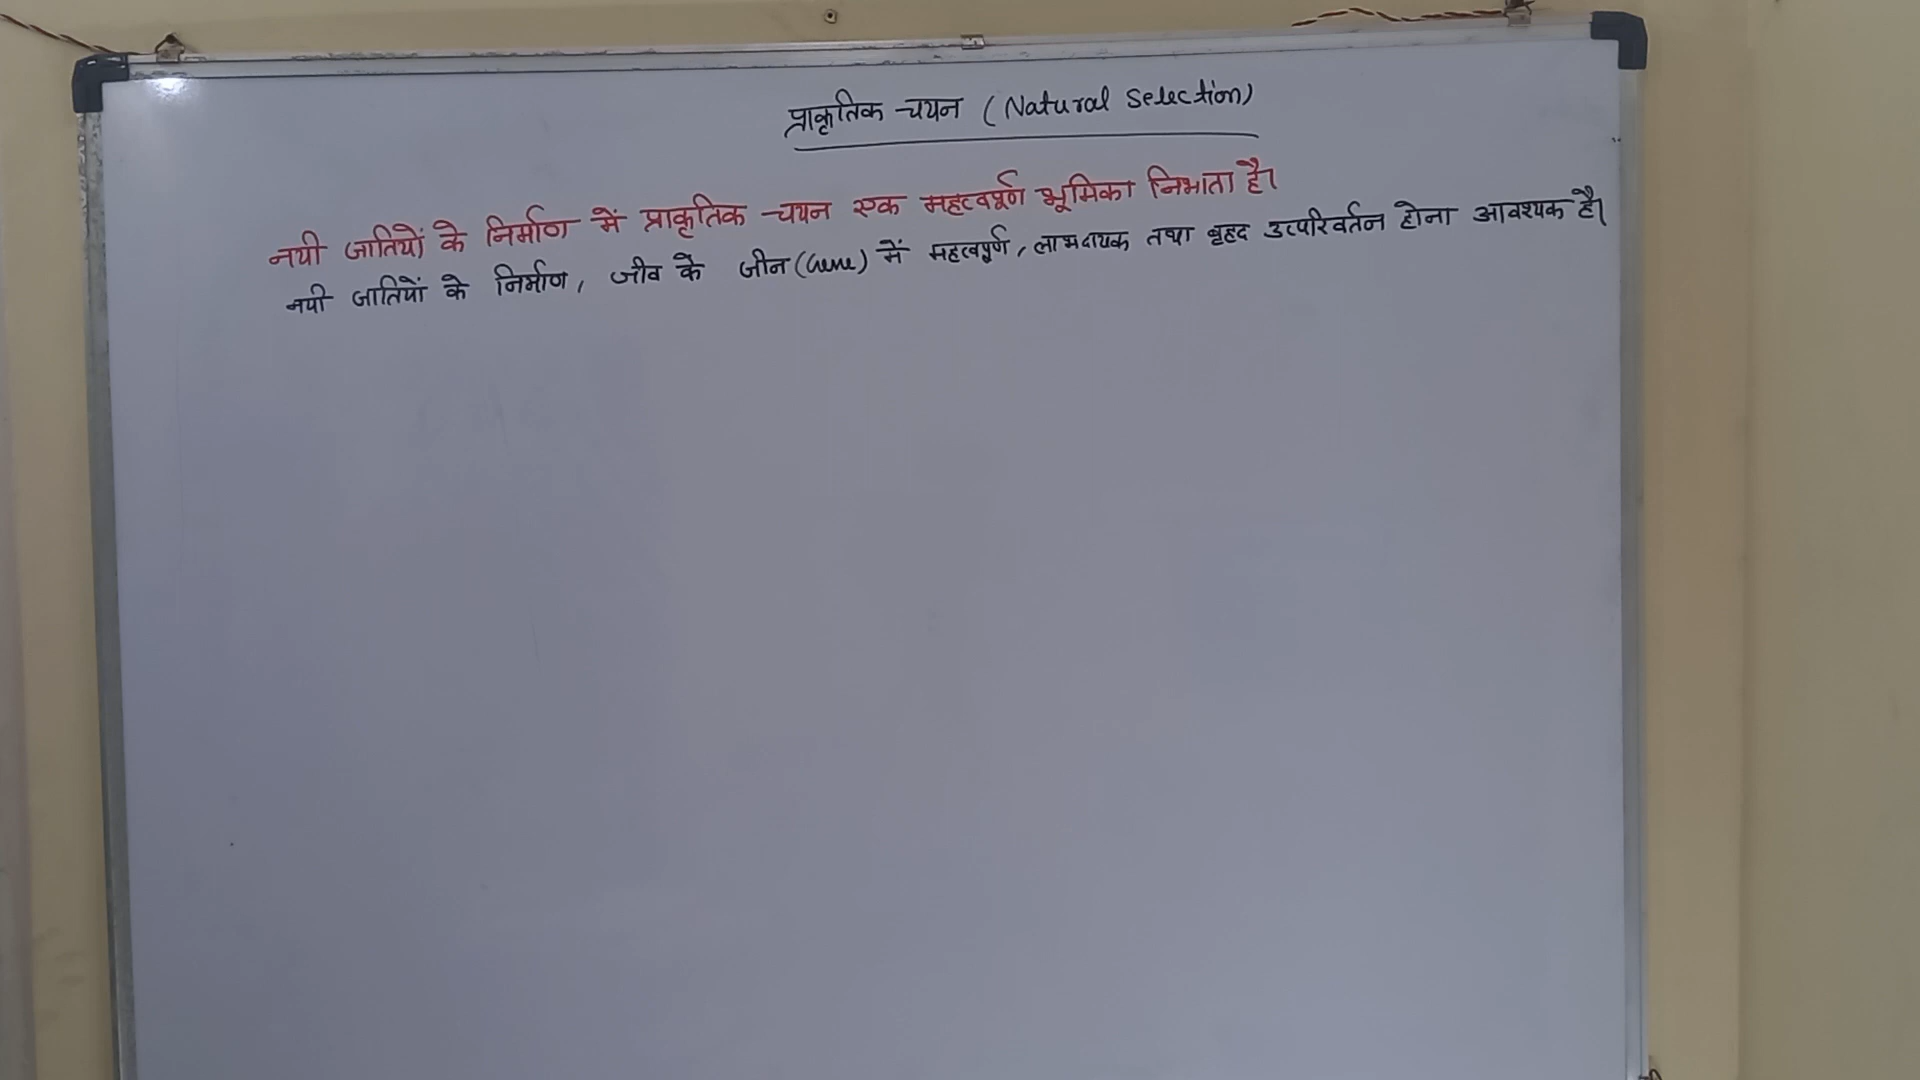 प्राकृतिक चयन (Natural Selection)
नयी जातियों के निर्माण में प्राकृतिक चयन एक महत्वपूर्ण भूमिका निभाता है।
नयी जातियों के निर्माण, जीव के जीन (Gene) में महत्वपूर्ण, लाभदायक तथा बृहद उत्परिवर्तन होना आवश्यक है।